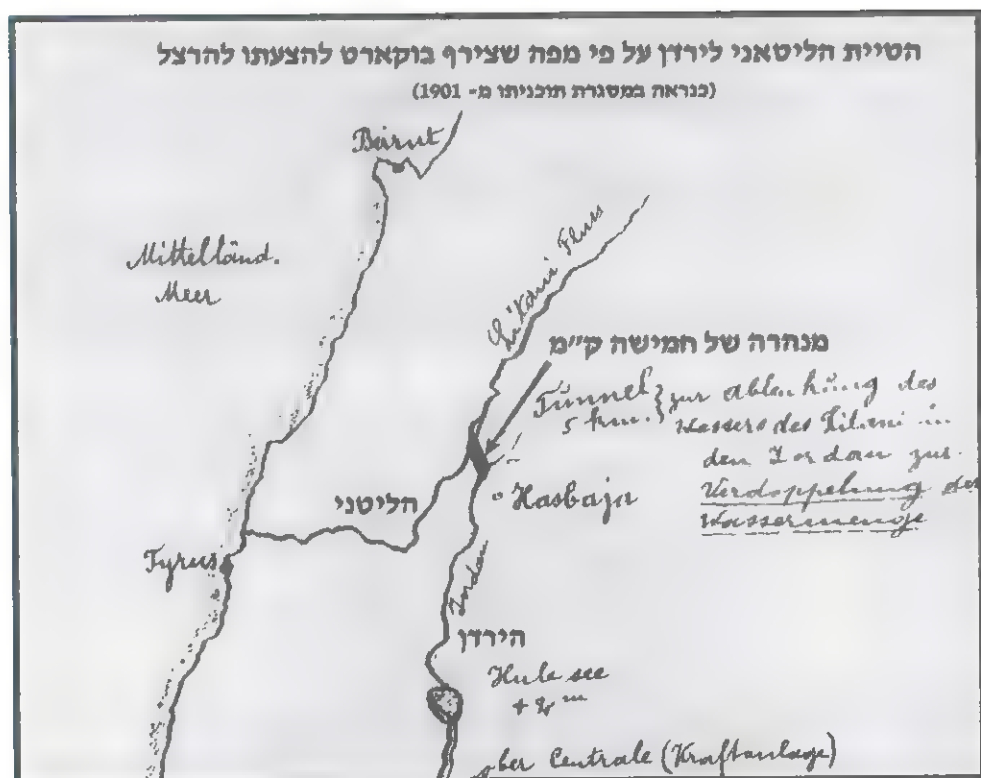 הטיית הליטאני לירדן על פי מפה שצירף בוקארט להצעתו להרצל
(כנראה במסגרת תוכניתו מ- 1901)
Beirut
Mittelländ.
Meer
Litani Fluss
מנהרה של חמישה ק"מ
Tunnel
5 km.
zur Ablenkung des
Wassers des Litani in
den Jordan zur
Verdoppelung der
Wassermenge
הליטני
Hasbaja
Tyrus
Jordan
הירדן
Hule see
ober Centrale (Kraftanlage)